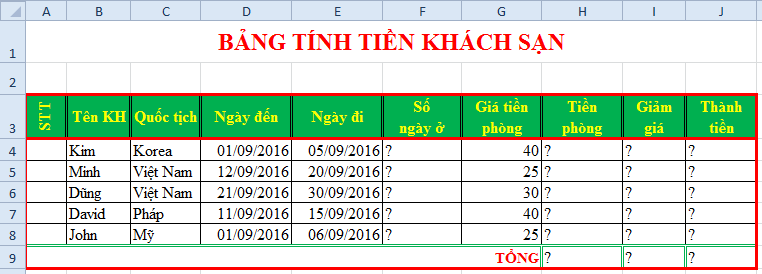 A B C D E F G H I J
1 BẢNG TÍNH TIỀN KHÁCH SẠN
2
3 STT Tên KH Quốc tịch Ngày đến Ngày đi Số ngày ở Giá tiền phòng Tiền phòng Giảm giá Thành tiền
4 Kim Korea 01/09/2016 05/09/2016 ? 40 ? ? ?
5 Minh Việt Nam 12/09/2016 20/09/2016 ? 25 ? ? ?
6 Dũng Việt Nam 21/09/2016 30/09/2016 ? 30 ? ? ?
7 David Pháp 11/09/2016 15/09/2016 ? 40 ? ? ?
8 John Mỹ 01/09/2016 06/09/2016 ? 25 ? ? ?
9 TỔNG ? ? ?